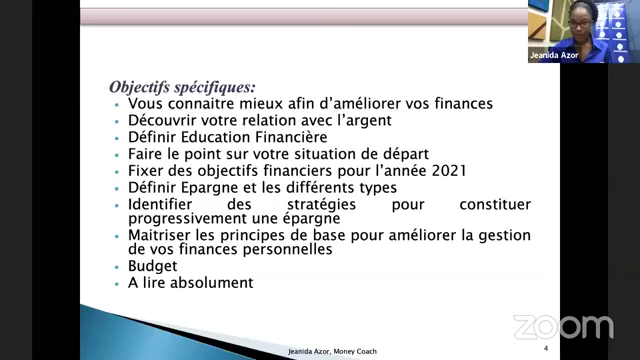 Jeanida Azor
Objectifs spécifiques:
Vous connaitre mieux afin d'améliorer vos finances
Découvrir votre relation avec l'argent
Définir Education Financière
Faire le point sur votre situation de départ
Fixer des objectifs financiers pour l'année 2021
Définir Epargne et les différents types
Identifier des stratégies pour constituer
progressivement une épargne
Maitriser les principes de base pour améliorer la gestion
de vos finances personnelles
Budget
A lire absolument
zoom
Jeanida Azor, Money Coach
4